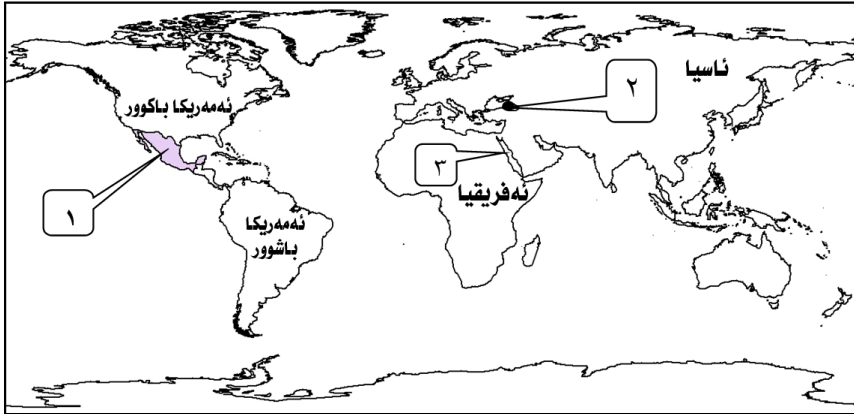 ئاسیا
٢
ئەمەریکا باکوور
٣
ئەفریقیا
١
ئەمەریکا
باشوور